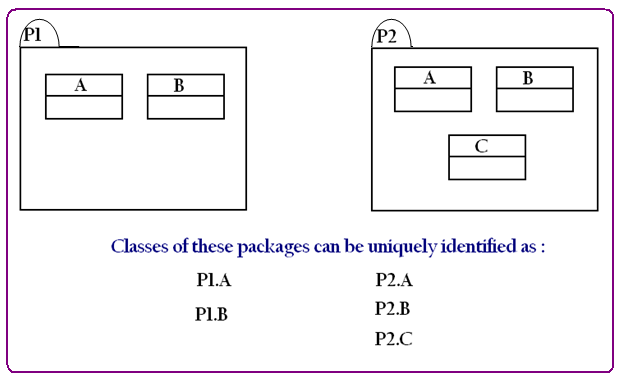 P1
P2
A
B
A
B
C
Classes of these packages can be uniquely identified as :
P1.A
P2.A
P1.B
P2.B
P2.C